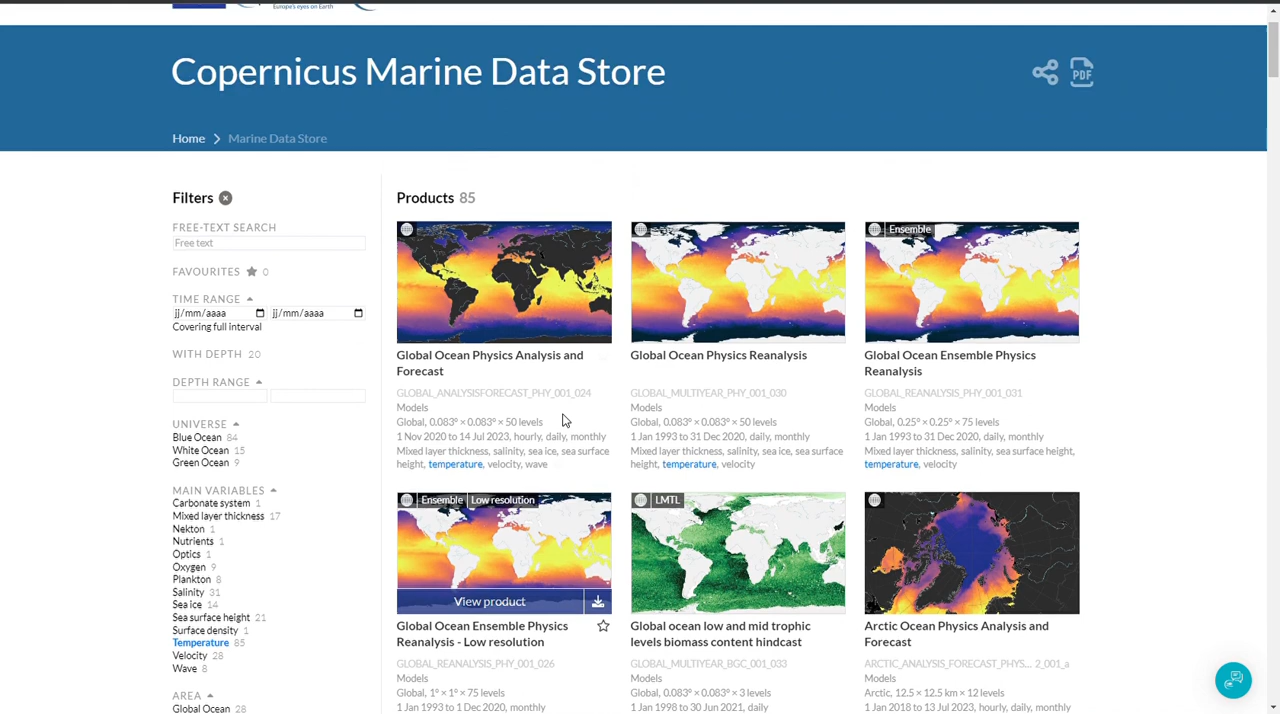 Europe's eyes on Earth
Copernicus Marine Data Store
PDF
Home
Marine Data Store
Filters
FREE-TEXT SEARCH
Free text
FAVOURITES 0
TIME RANGE
jj/mm/aaaa jj/mm/aaaa
Covering full interval
WITH DEPTH 20
DEPTH RANGE
UNIVERSE
Blue Ocean 84
White Ocean 15
Green Ocean 9
MAIN VARIABLES
Carbonate system 1
Mixed layer thickness 17
Nekton 1
Nutrients 1
Optics 1
Oxygen 9
Plankton 8
Salinity 31
Sea ice 14
Sea surface height 21
Surface density 1
Temperature 85
Velocity 28
Wave 8
AREA
Global Ocean 28
Products 85
Global Ocean Physics Analysis and
Forecast
GLOBAL_ANALYSISFORECAST_PHY_001_024
Models
Global, 0.083° × 0.083° × 50 levels
1 Nov 2020 to 14 Jul 2023, hourly, daily, monthly
Mixed layer thickness, salinity, sea ice, sea surface
height, temperature, velocity, wave
Global Ocean Physics Reanalysis
GLOBAL_MULTIYEAR_PHY_001_030
Models
Global, 0.083° × 0.083° × 50 levels
1 Jan 1993 to 31 Dec 2020, daily, monthly
Mixed layer thickness, salinity, sea ice, sea surface
height, temperature, velocity
Ensemble
Global Ocean Ensemble Physics
Reanalysis
GLOBAL_REANALYSIS_PHY_001_031
Models
Global, 0.25° × 0.25° × 75 levels
1 Jan 1993 to 31 Dec 2020, daily, monthly
Mixed layer thickness, salinity, sea surface height,
temperature, velocity
Ensemble Low resolution
View product
Global Ocean Ensemble Physics
Reanalysis - Low resolution
GLOBAL_REANALYSIS_PHY_001_026
Models
Global, 1° × 1° × 75 levels
1 Jan 1993 to 1 Dec 2020, monthly
LMTL
Global ocean low and mid trophic
levels biomass content hindcast
GLOBAL_MULTIYEAR_BGC_001_033
Models
Global, 0.083° × 0.083° × 3 levels
1 Jan 1998 to 30 Jun 2021, daily
Arctic Ocean Physics Analysis and
Forecast
ARCTIC_ANALYSIS_FORECAST_PHYS... 2_001_a
Models
Arctic, 12.5 × 12.5 km × 12 levels
1 Jan 2018 to 13 Jul 2023, hourly, daily, monthly